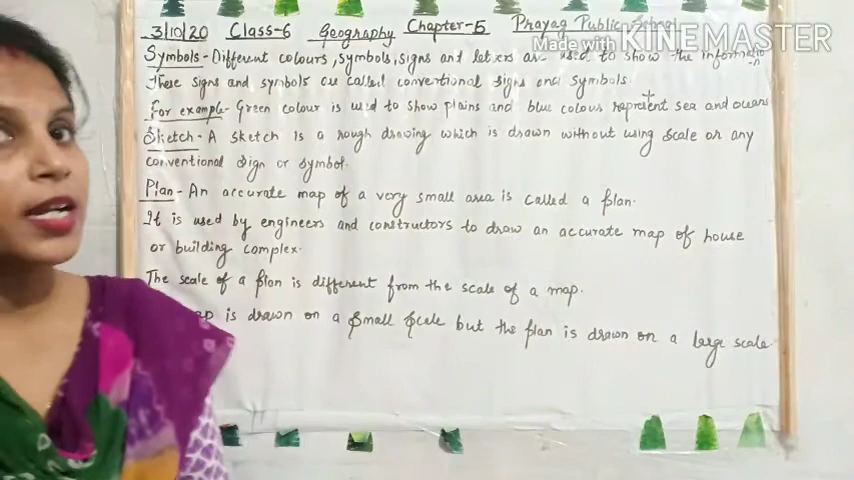 3/10/20 Class-6 Geography Chapter-5 Prayag Public School
Made with KINEMASTER
Symbols - Different colours, symbols, signs and letters are used to show the information
These signs and symbols are called conventional signs and symbols.
For example - Green colour is used to show plains and blue colours represent sea and oceans
Sketch - A sketch is a rough drawing which is drawn without using scale or any
conventional sign or symbol.
Plan - An accurate map of a very small area is called a plan.
It is used by engineers and constructors to draw an accurate map of house
or building complex.
The scale of a plan is different from the scale of a map.
is drawn on a small scale but the plan is drawn on a large scale.